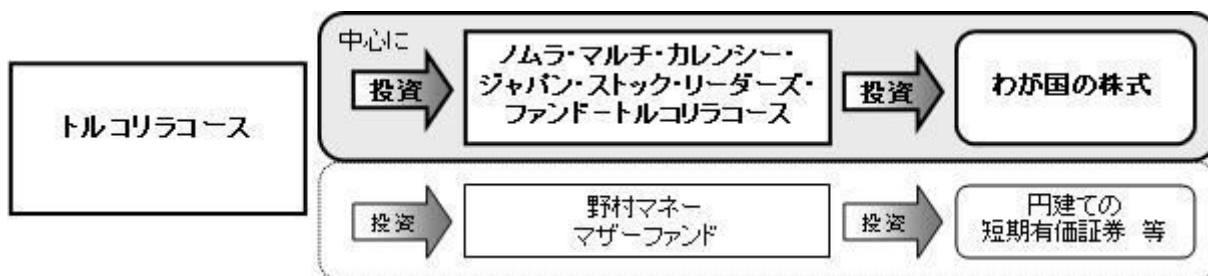 トルコリラコース
中心に
投資
ノムラ・マルチ・カレンシー・
ジャパン・ストック・リーダーズ・
ファンドートルコリラコース
投資
わが国の株式
投資
野村マネー
マザーファンド
投資
円建ての
短期有価証券 等